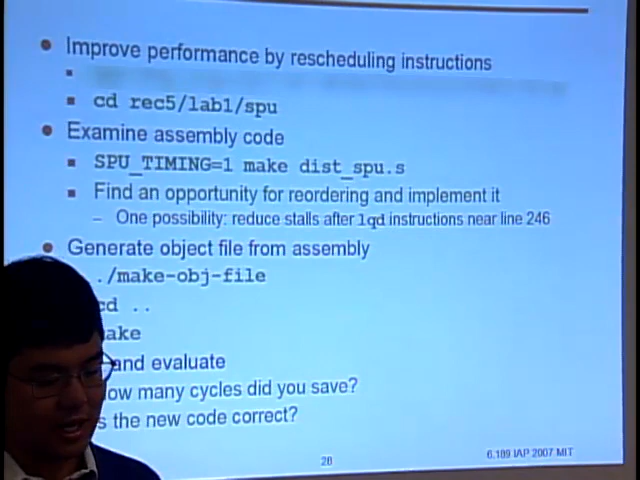 Improve performance by rescheduling instructions
cd rec5/lab1/spu
Examine assembly code
SPU_TIMING=1 make dist_spu.s
Find an opportunity for reordering and implement it
– One possibility: reduce stalls after lqd instructions near line 246
Generate object file from assembly
./make-obj-file
cd ..
ake
and evaluate
ow many cycles did you save?
s the new code correct?
26
6.189 IAP 2007 MIT